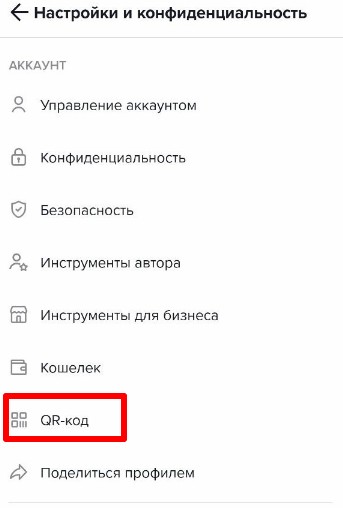 Настройки и конфиденциальность
АККАУНТ
Управление аккаунтом
Конфиденциальность
Безопасность
Инструменты автора
Инструменты для бизнеса
Кошелек
QR-код
Поделиться профилем